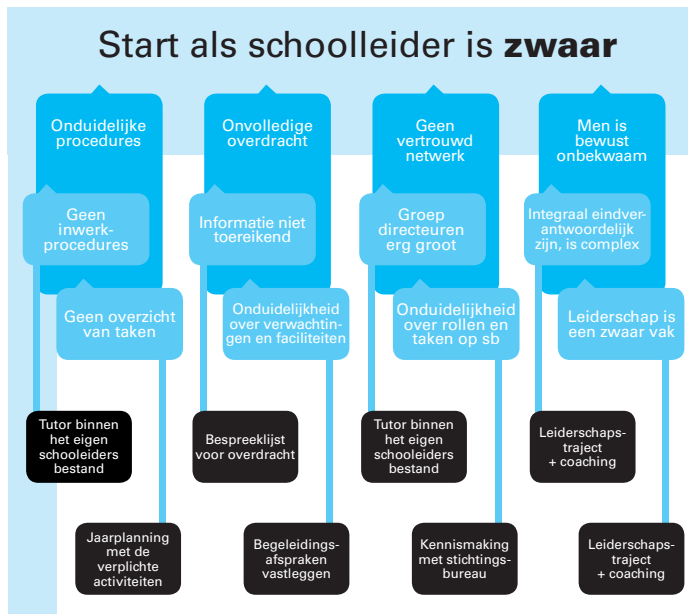 Start als schoolleider is zwaar
Onduidelijke
procedures
Onvolledige
overdracht
Geen
vertrouwd
netwerk
Men is
bewust
onbekwaam
Geen
inwerk-
procedures
Informatie niet
toereikend
Groep
directeuren
erg groot
Integraal eindver-
antwoordelijk
zijn, is complex
Geen overzicht
van taken
Onduidelijkheid
over verwachtin-
gen en faciliteiten
Onduidelijkheid
over rollen en
taken op sb
Leiderschap is
een zwaar vak
Tutor binnen
het eigen
schooleiders
bestand
Bespreeklijst
voor overdracht
Tutor binnen
het eigen
schooleiders
bestand
Leiderschaps-
traject
+ coaching
Jaarplanning
met de
verplichte
activiteiten
Begeleidings-
afspraken
vastleggen
Kennismaking
met stichtings-
bureau
Leiderschaps-
traject
+ coaching